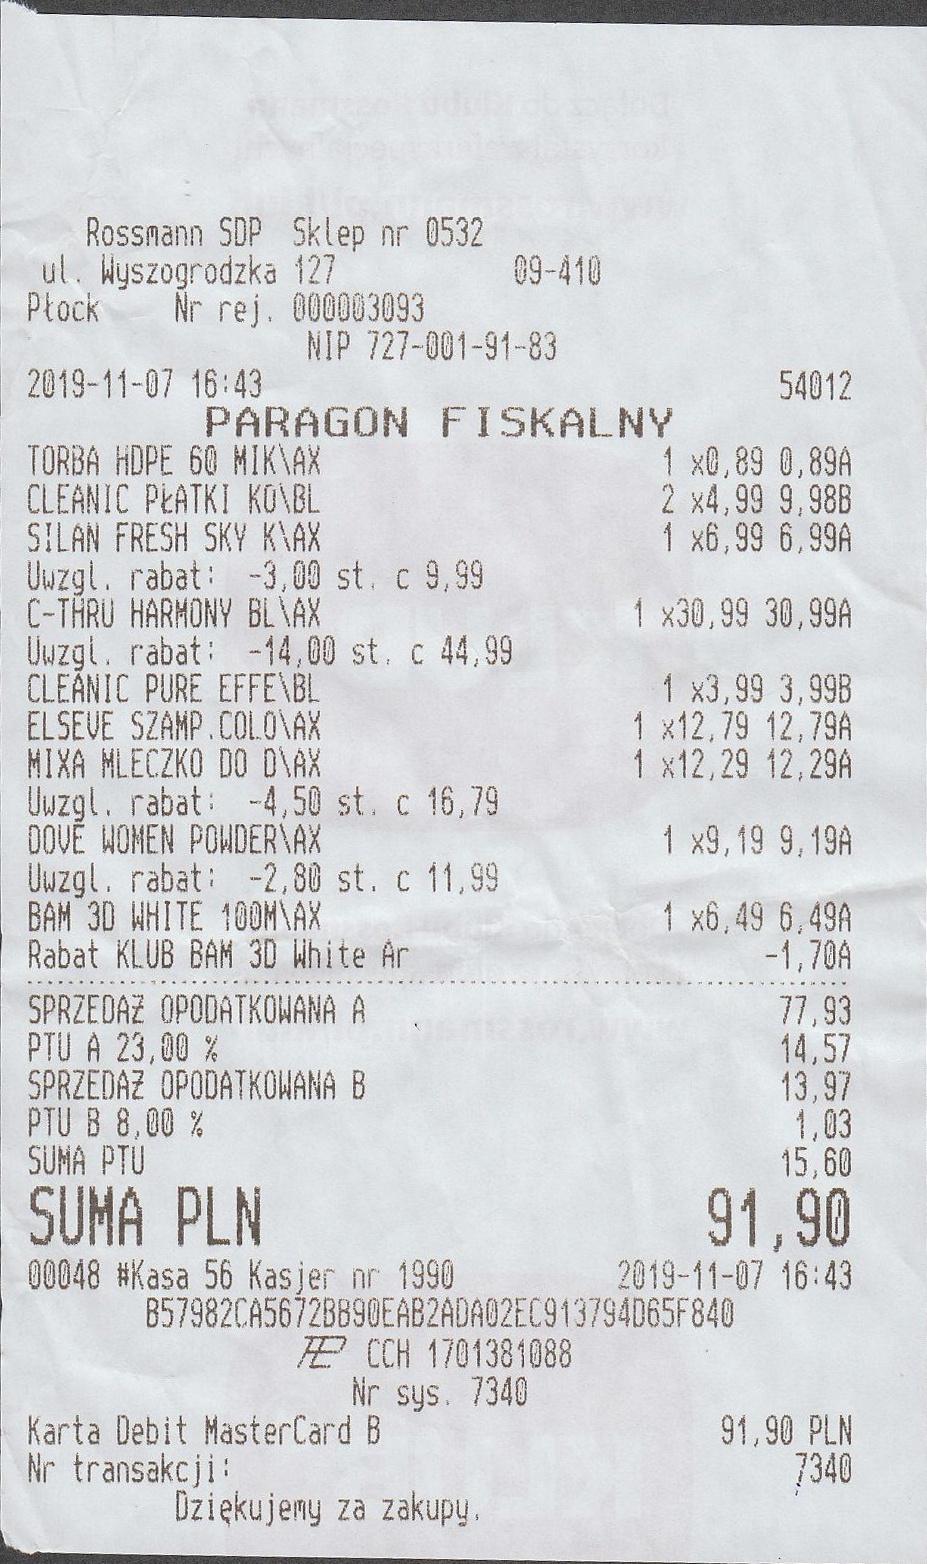 Rossmann SDP Sklep nr 0532
ul. Wyszogrodzka 127 09-410
Płock Nr rej. 000003093
NIP 727-001-91-83
2019-11-07 16:43 54012
PARAGON FISKALNY
TORBA HDPE 60 MIK\AX 1 x0,89 0,89A
CLEANIC PŁATKI KO\BL 2 x4,99 9,98B
SILAN FRESH SKY K\AX 1 x6,99 6,99A
Uwzgl. rabat: -3,00 st. c 9,99
C-THRU HARMONY BL\AX 1 x30,99 30,99A
Uwzgl. rabat: -14,00 st. c 44,99
CLEANIC PURE EFFE\BL 1 x3,99 3,99B
ELSEVE SZAMP.COLO\AX 1 x12,79 12,79A
MIXA MLECZKO DO D\AX 1 x12,29 12,29A
Uwzgl. rabat: -4,50 st. c 16,79
DOVE WOMEN POWDER\AX 1 x9,19 9,19A
Uwzgl. rabat: -2,80 st. c 11,99
BAM 3D WHITE 100M\AX 1 x6,49 6,49A
Rabat KLUB BAM 3D White Ar -1,70A
SPRZEDAŻ OPODATKOWANA A 77,93
PTU A 23,00 % 14,57
SPRZEDAŻ OPODATKOWANA B 13,97
PTU B 8,00 % 1,03
SUMA PTU 15,60
SUMA PLN 91,90
00048 #Kasa 56 Kasjer nr 1990 2019-11-07 16:43
B57982CA5672BB90EAB2ADA02EC913794D65F840
CCH 1701381088
Nr sys. 7340
Karta Debit MasterCard B 91,90 PLN
Nr transakcji: 7340
Dziękujemy za zakupy.